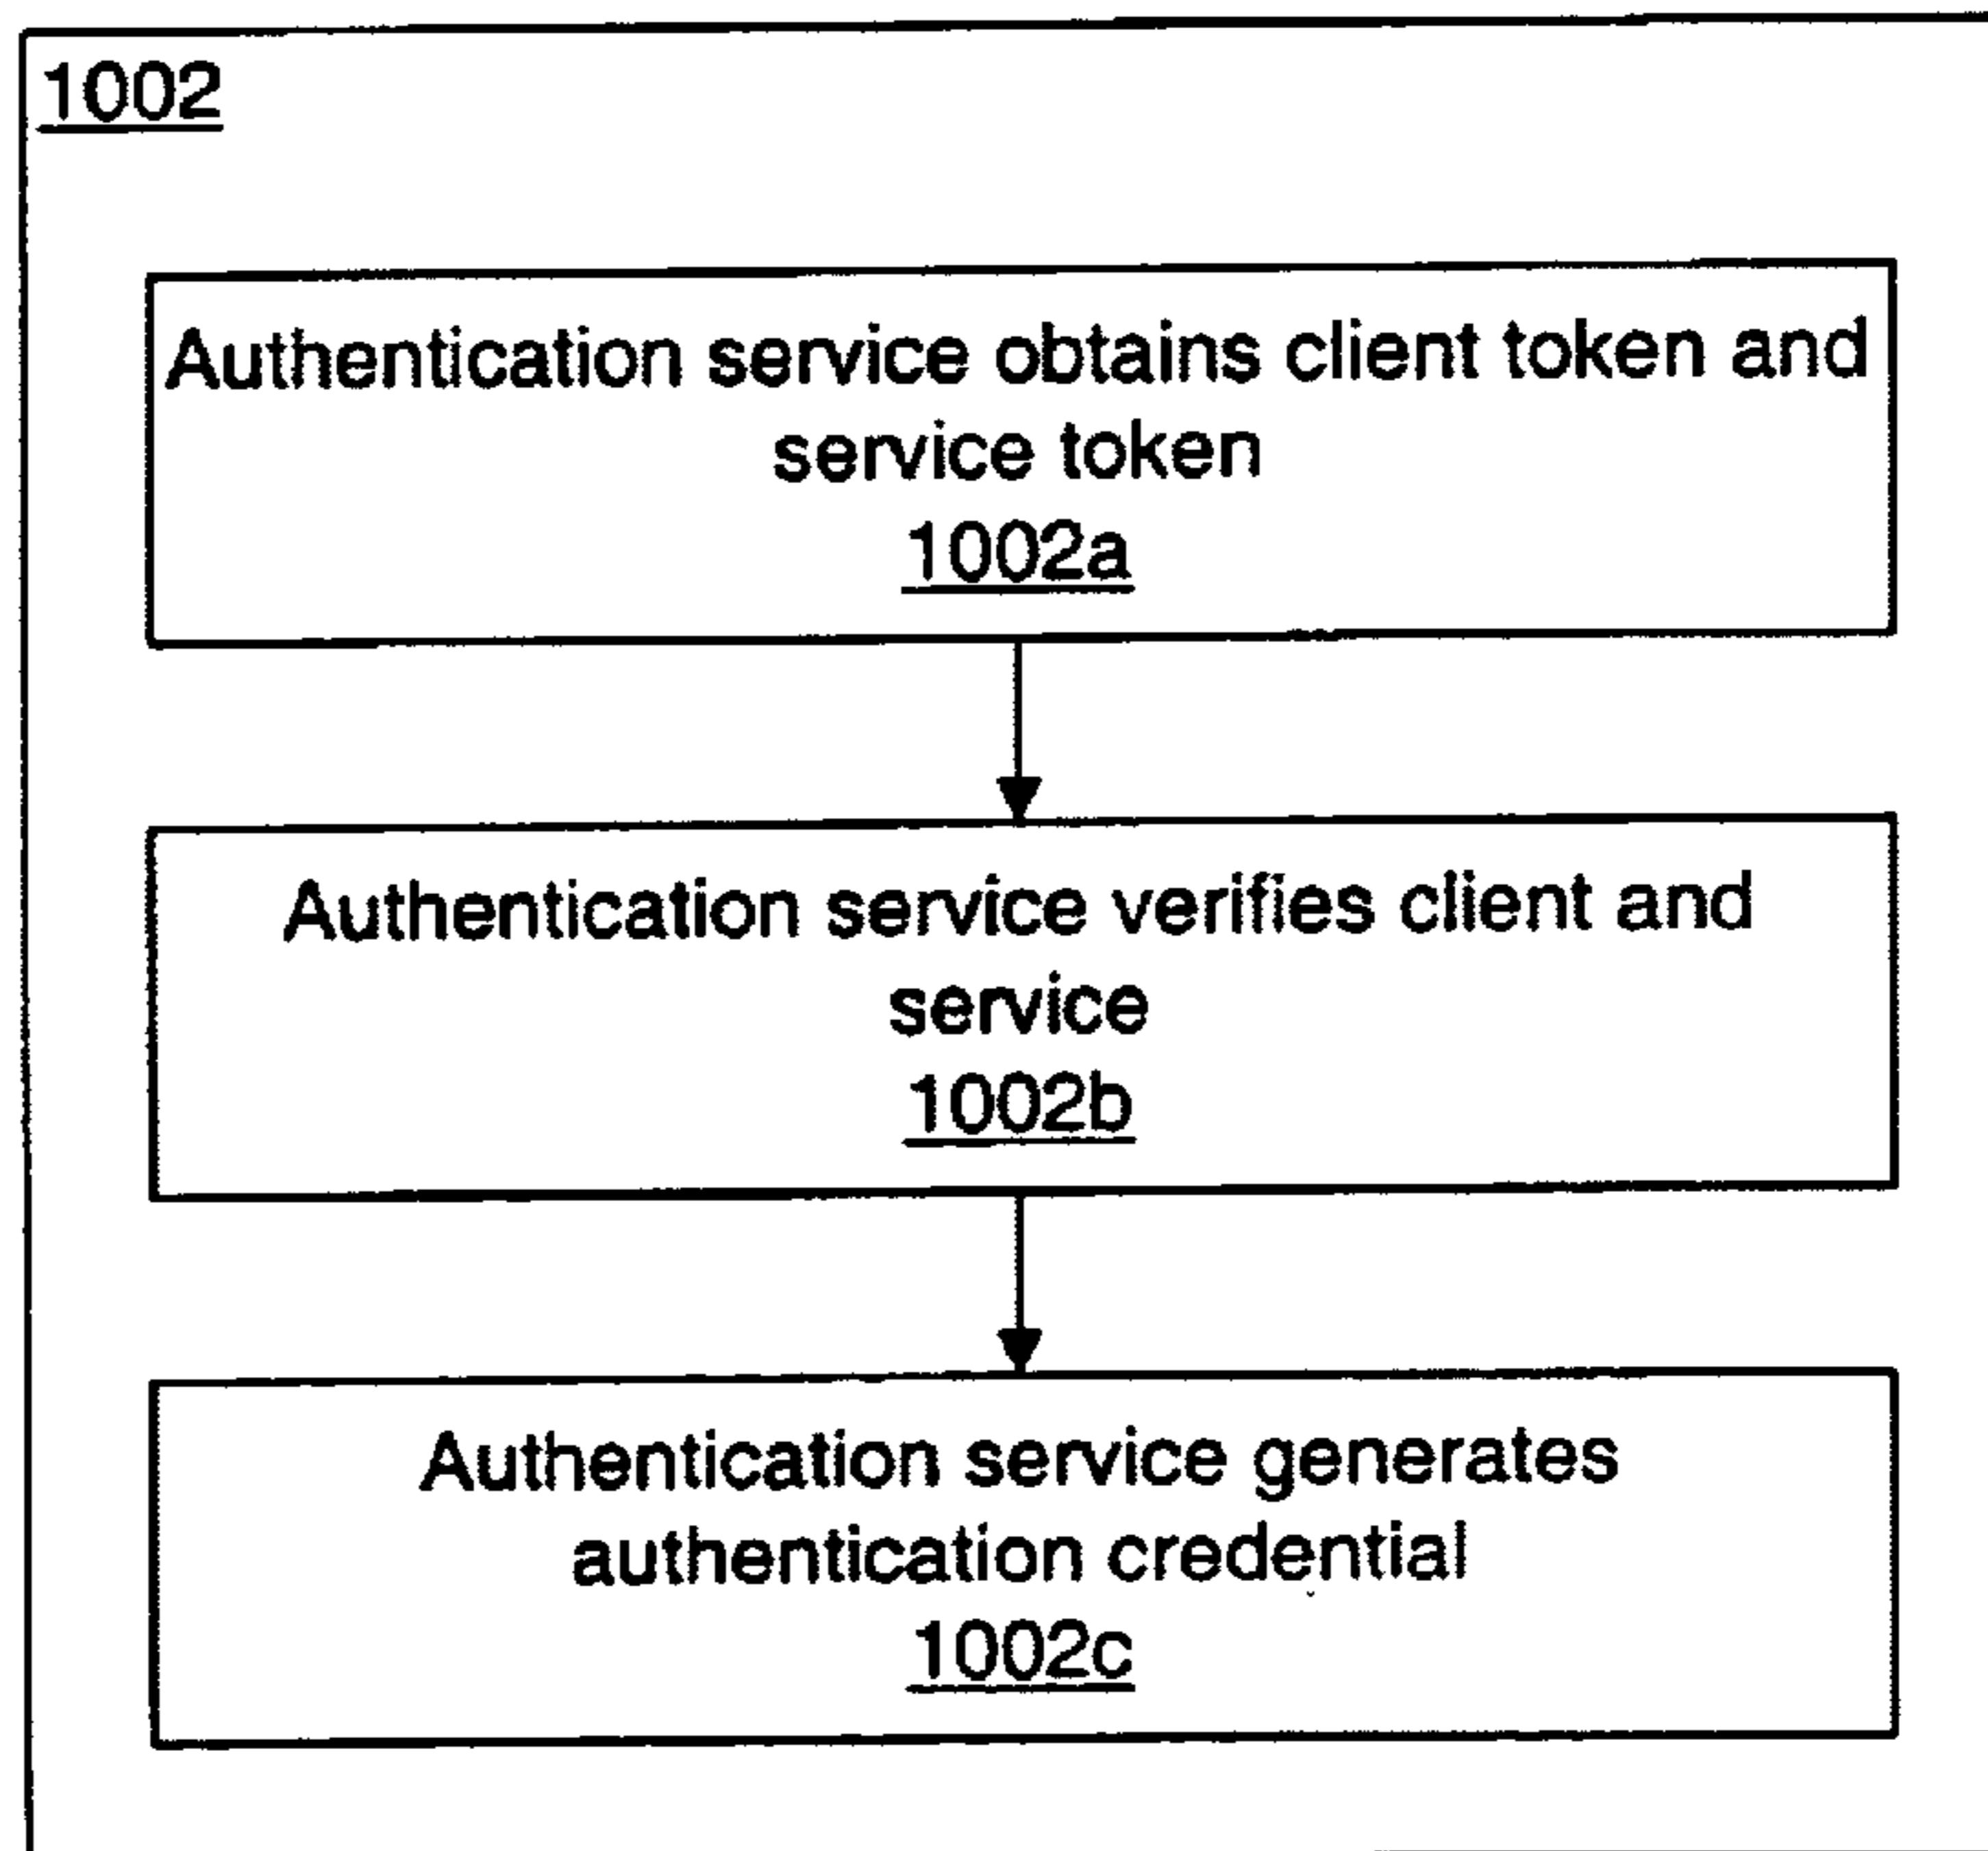 1002
Authentication service obtains client token and
service token
1002a
Authentication service verifies client and
service
1002b
Authentication service generates
authentication credential
1002c